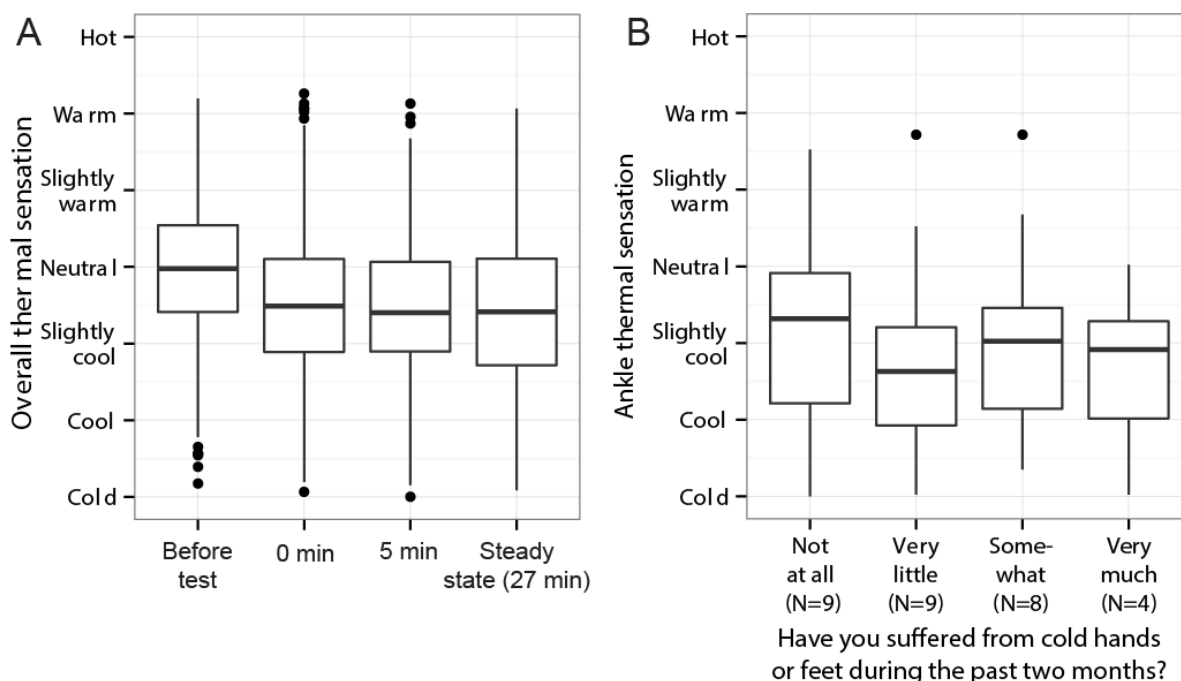 A
Overall thermal sensation
Hot
Warm
Slightly
warm
Neutral
Slightly
cool
Cool
Cold
Before
test
0 min
5 min
Steady
state (27 min)
B
Ankle thermal sensation
Hot
Warm
Slightly
warm
Neutral
Slightly
cool
Cool
Cold
Not
at all
(N=9)
Very
little
(N=9)
Some-
what
(N=8)
Very
much
(N=4)
Have you suffered from cold hands
or feet during the past two months?